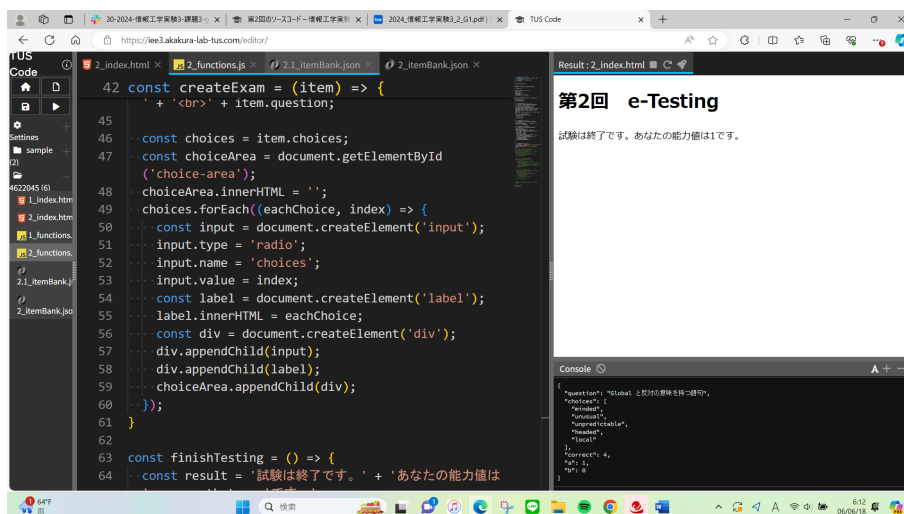 30-2024-情報工学実験3-課題3-
第2回のソースコード - 情報工学実験
2024_情報工学実験3_2_G1.pdf
TUS Code
https://iee3.akakura-lab-tus.com/editor/
TUS
Code
Settings
sample
(2)
4622045 (6)
1_index.htm
2_index.htm
1_functions.
2_functions.
2.1_itemBank.j
2_itemBank.jso
2_index.html
2_functions.js
2.1_itemBank.json
2_itemBank.json
42 const createExam = (item) => {
' + '<br>' + item.question;
45
46 const choices = item.choices;
47 const choiceArea = document.getElementById
('choice-area');
48 choiceArea.innerHTML = '';
49 choices.forEach((eachChoice, index) => {
50 const input = document.createElement('input');
51 input.type = 'radio';
52 input.name = 'choices';
53 input.value = index;
54 const label = document.createElement('label');
55 label.innerHTML = eachChoice;
56 const div = document.createElement('div');
57 div.appendChild(input);
58 div.appendChild(label);
59 choiceArea.appendChild(div);
60 });
61 }
62
63 const finishTesting = () => {
64 const result = '試験は終了です。' + 'あなたの能力値は
Result : 2_index.html
第2回 e-Testing
試験は終了です。あなたの能力値は1です。
Console
{
"question": "Global と反対の意味を持つ語句",
"choices": [
"minded",
"unusual",
"unpredictable",
"headed",
"local"
],
"correct": 4,
"a": 1,
"b": 0
}
64°F
検索
6:12
06/06/18